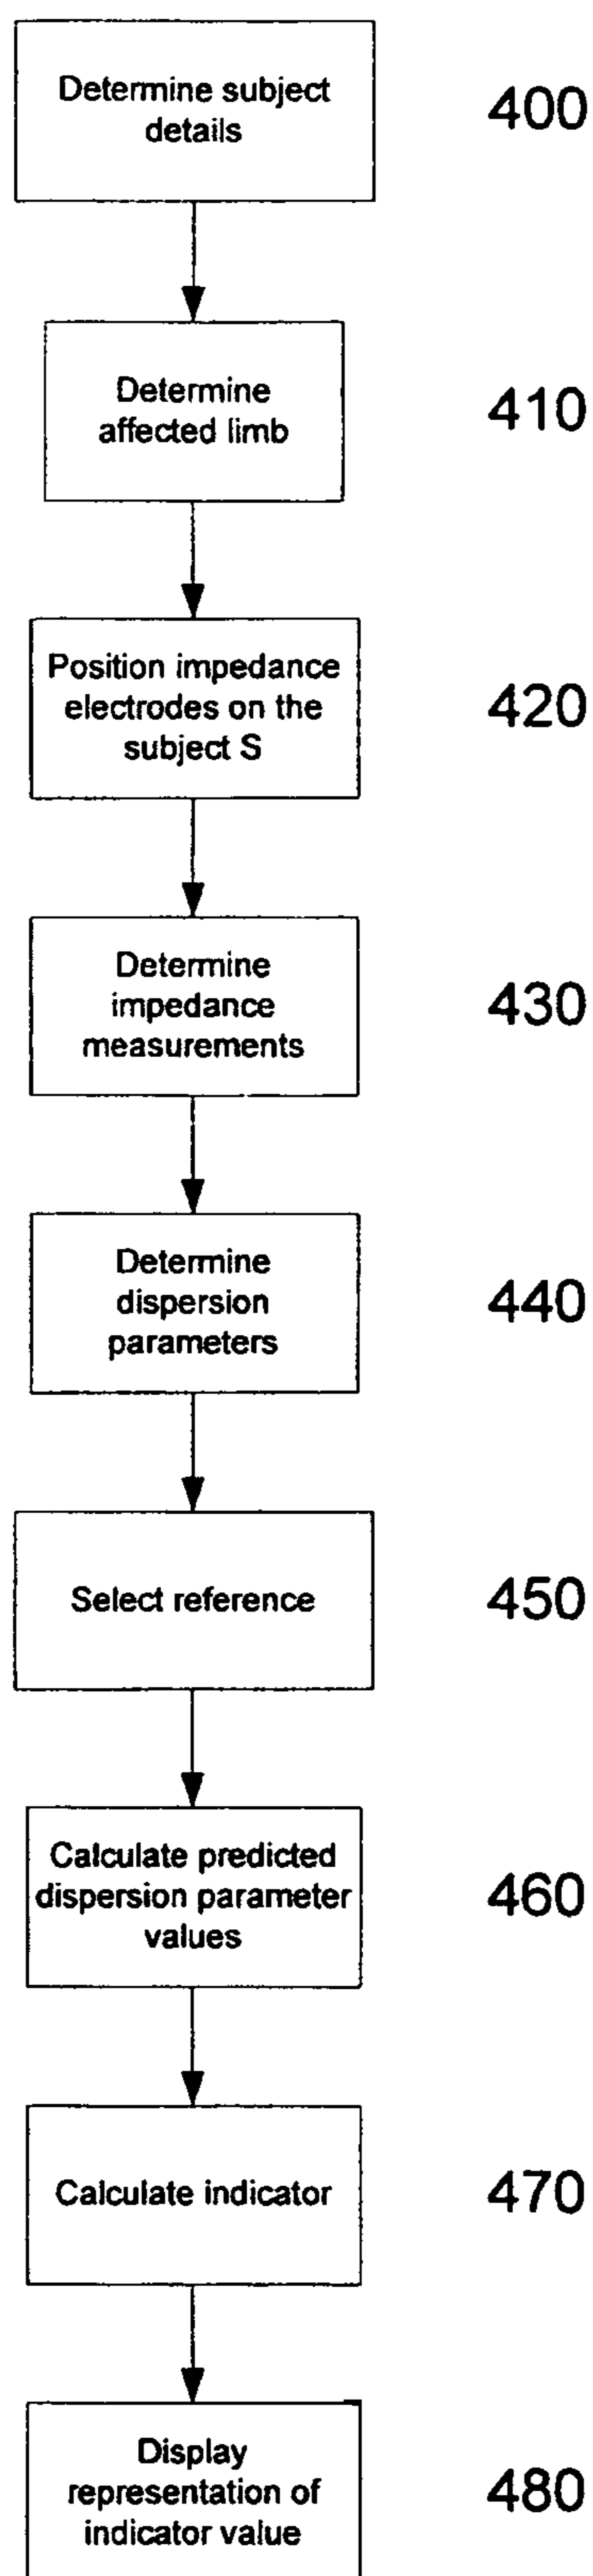 Determine subject
details
400
Determine
affected limb
410
Position impedance
electrodes on the
subject S
420
Determine
impedance
measurements
430
Determine
dispersion
parameters
440
Select reference
450
Calculate predicted
dispersion parameter
values
460
Calculate indicator
470
Display
representation of
indicator value
480